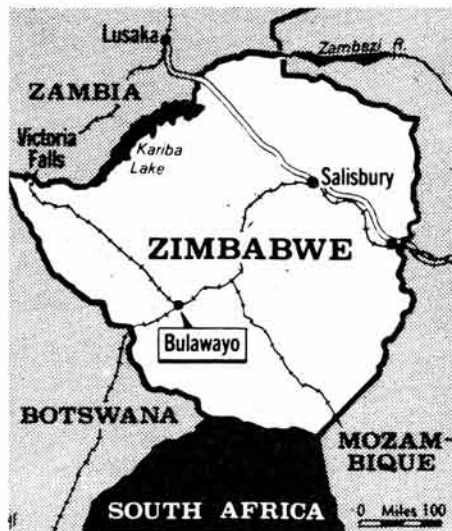 Lusaka
Zambezi R.
ZAMBIA
Victoria
Falls
Kariba
Lake
Salisbury
ZIMBABWE
Bulawayo
BOTSWANA
MOZAM-
BIQUE
SOUTH AFRICA
0 Miles 100